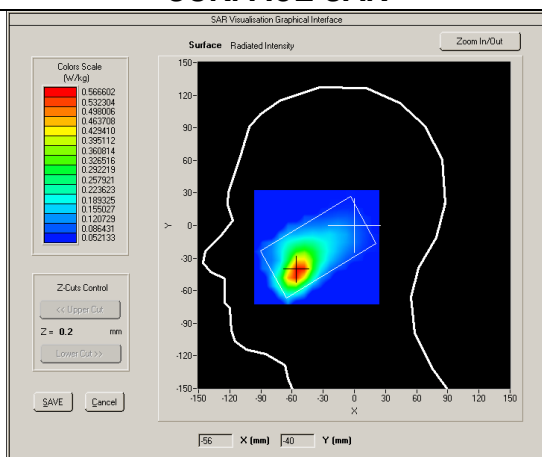 SURFACE SAR
SAR Visualisation Graphical Interface
Surface Radiated Intensity
Zoom In/Out
Colors Scale
(W/kg)
0.566602
0.532304
0.498006
0.463708
0.429410
0.395112
0.360814
0.326516
0.292219
0.257921
0.223623
0.189325
0.155027
0.120729
0.086431
0.052133
Z-Cuts Control
<< Upper Cut
Z = 0.2 mm
Lower Cut >>
SAVE
Cancel
150
120
90
60
30
0
-30
-60
-90
-120
-150
Y
-150 -120 -90 -60 -30 0 30 60 90 120 150
X
-56 X (mm) -40 Y (mm)